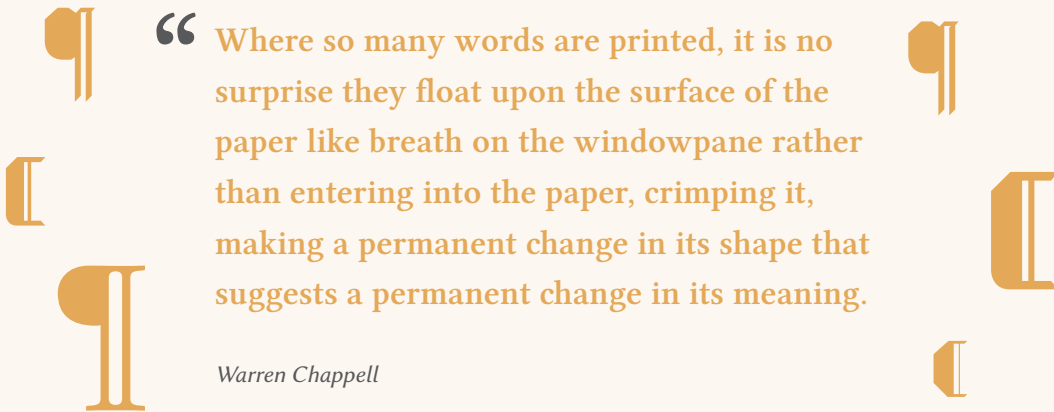 “ Where so many words are printed, it is no
surprise they float upon the surface of the
paper like breath on the windowpane rather
than entering into the paper, crimping it,
making a permanent change in its shape that
suggests a permanent change in its meaning.
Warren Chappell